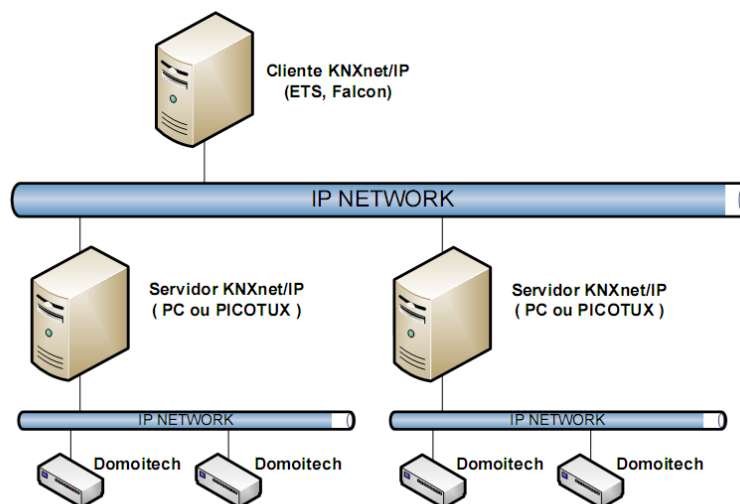 Cliente KNXnet/IP
(ETS, Falcon)
IP NETWORK
Servidor KNXnet/IP
( PC ou PICOTUX )
Servidor KNXnet/IP
( PC ou PICOTUX )
IP NETWORK
IP NETWORK
Domoitech
Domoitech
Domoitech
Domoitech